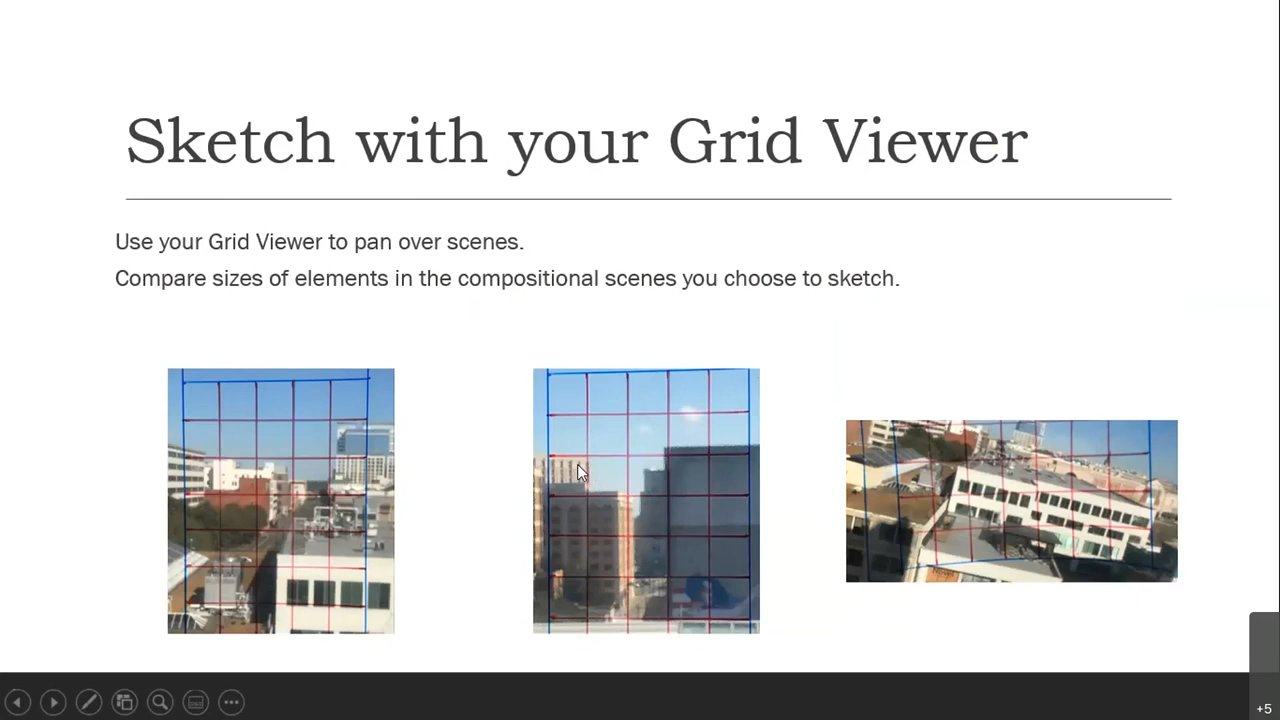 Sketch with your Grid Viewer
Use your Grid Viewer to pan over scenes.
Compare sizes of elements in the compositional scenes you choose to sketch.
+5